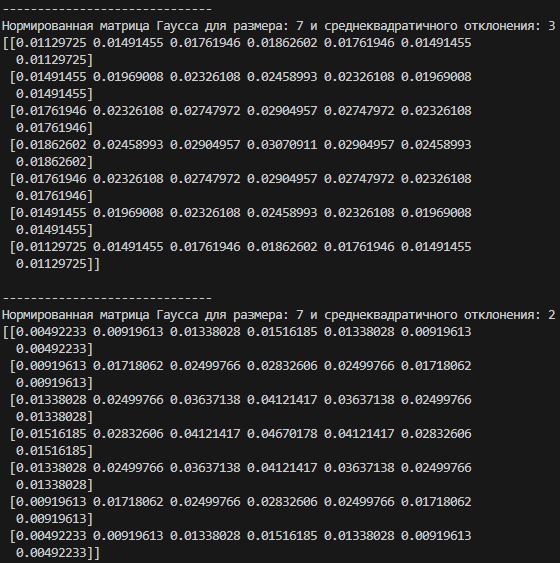 ------------------------------
Нормированная матрица Гаусса для размера: 7 и среднеквадратичного отклонения: 3
[[0.01129725 0.01491455 0.01761946 0.01862602 0.01761946 0.01491455
  0.01129725]
 [0.01491455 0.01969008 0.02326108 0.02458993 0.02326108 0.01969008
  0.01491455]
 [0.01761946 0.02326108 0.02747972 0.02904957 0.02747972 0.02326108
  0.01761946]
 [0.01862602 0.02458993 0.02904957 0.03070911 0.02904957 0.02458993
  0.01862602]
 [0.01761946 0.02326108 0.02747972 0.02904957 0.02747972 0.02326108
  0.01761946]
 [0.01491455 0.01969008 0.02326108 0.02458993 0.02326108 0.01969008
  0.01491455]
 [0.01129725 0.01491455 0.01761946 0.01862602 0.01761946 0.01491455
  0.01129725]]
------------------------------
Нормированная матрица Гаусса для размера: 7 и среднеквадратичного отклонения: 2
[[0.00492233 0.00919613 0.01338028 0.01516185 0.01338028 0.00919613
  0.00492233]
 [0.00919613 0.01718062 0.02499766 0.02832606 0.02499766 0.01718062
  0.00919613]
 [0.01338028 0.02499766 0.03637138 0.04121417 0.03637138 0.02499766
  0.01338028]
 [0.01516185 0.02832606 0.04121417 0.04670178 0.04121417 0.02832606
  0.01516185]
 [0.01338028 0.02499766 0.03637138 0.04121417 0.03637138 0.02499766
  0.01338028]
 [0.00919613 0.01718062 0.02499766 0.02832606 0.02499766 0.01718062
  0.00919613]
 [0.00492233 0.00919613 0.01338028 0.01516185 0.01338028 0.00919613
  0.00492233]]